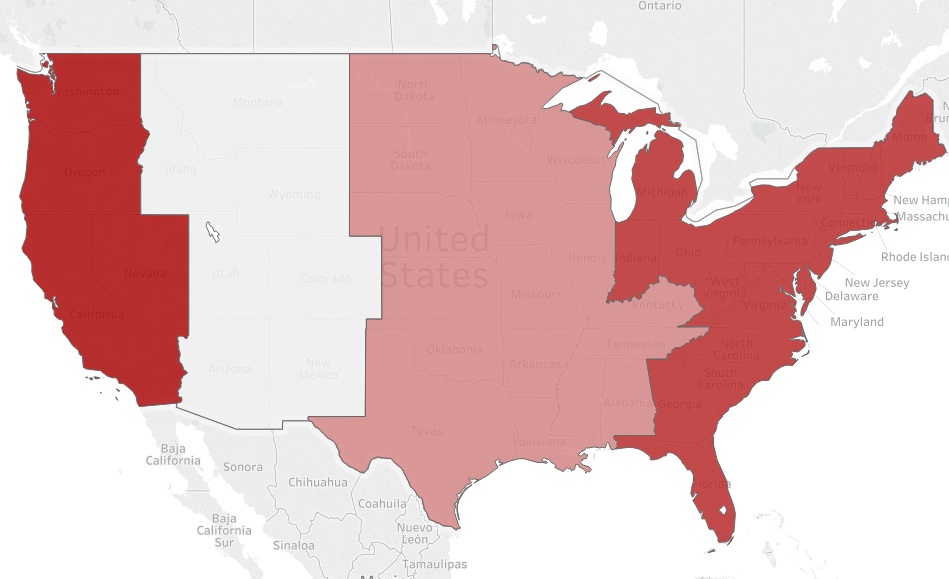 Ontario
Washington
Montana
North
Dakota
Minnesota
Maine
Oregon
Idaho
South
Dakota
Wisconsin
Vermont
Wyoming
Michigan
New
York
New Hamp
Massachu
Iowa
Connecti
United
States
Illinois
Indiana
Ohio
Pennsylvania
Rhode Islan
Nevada
Utah
Colorado
West
Virginia
New Jersey
Delaware
Missouri
Kentucky
Virginia
California
Maryland
Arizona
New
Mexico
Oklahoma
Arkansas
Tennessee
North
Carolina
South
Carolina
Alabama
Georgia
Texas
Louisiana
Baja
California
Sonora
Chihuahua
Florida
Coahuila
Baja
California
Sur
Sinaloa
Nuevo
León
Tamaulipas